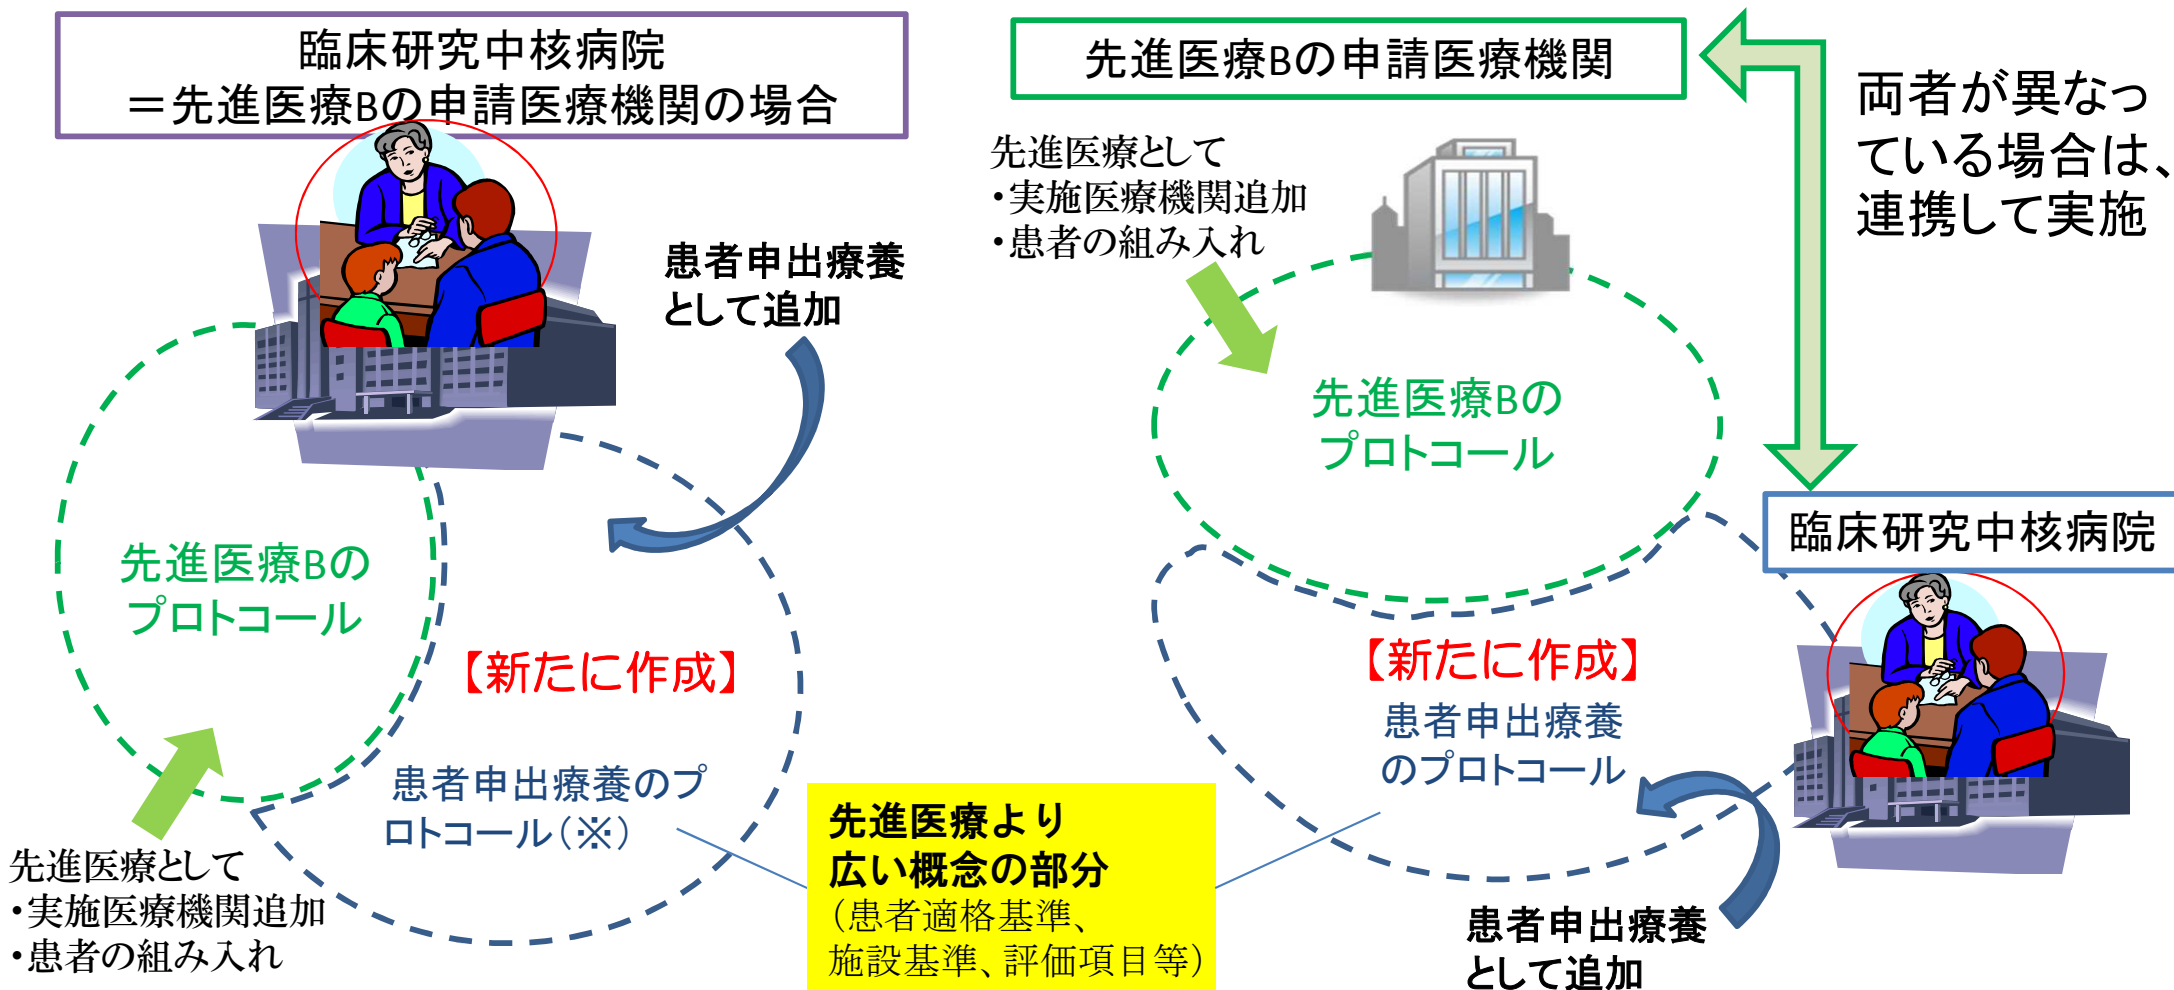 臨床研究中核病院
＝先進医療Bの申請医療機関の場合
患者申出療養
として追加
先進医療Bの
プロトコール
【新たに作成】
患者申出療養のプ
ロトコール（※）
先進医療として
・実施医療機関追加
・患者の組み入れ
先進医療より
広い概念の部分
（患者適格基準、
施設基準、評価項目等）
先進医療Bの申請医療機関
両者が異なっ
ている場合は、
連携して実施
先進医療として
・実施医療機関追加
・患者の組み入れ
先進医療Bの
プロトコール
臨床研究中核病院
【新たに作成】
患者申出療養
のプロトコール
患者申出療養
として追加